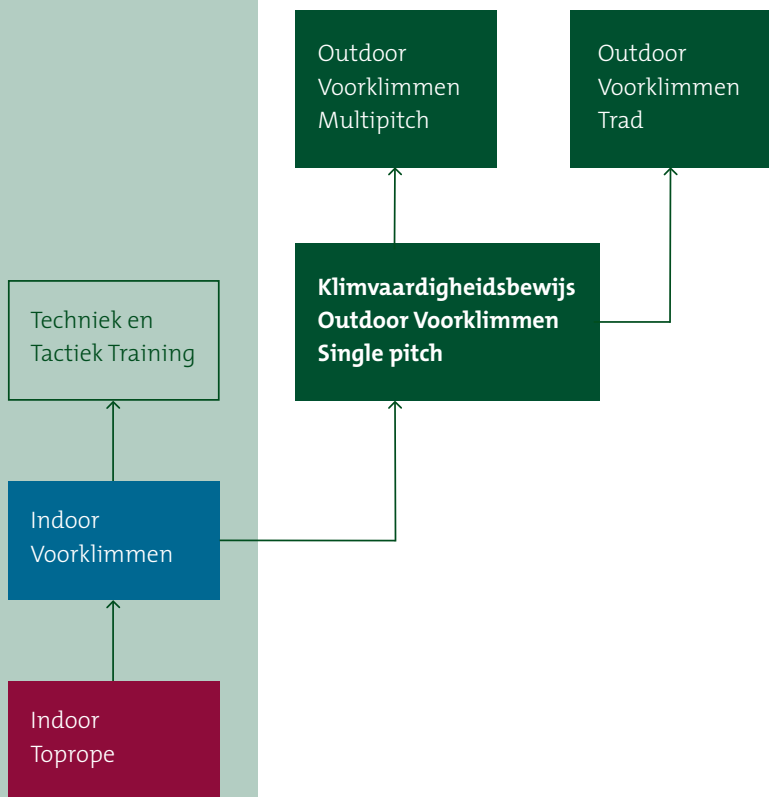 Outdoor
Voorklimmen
Multipitch
Outdoor
Voorklimmen
Trad
Klimvaardigheidsbewijs
Outdoor Voorklimmen
Single pitch
Techniek en
Tactiek Training
Indoor
Voorklimmen
Indoor
Toprope